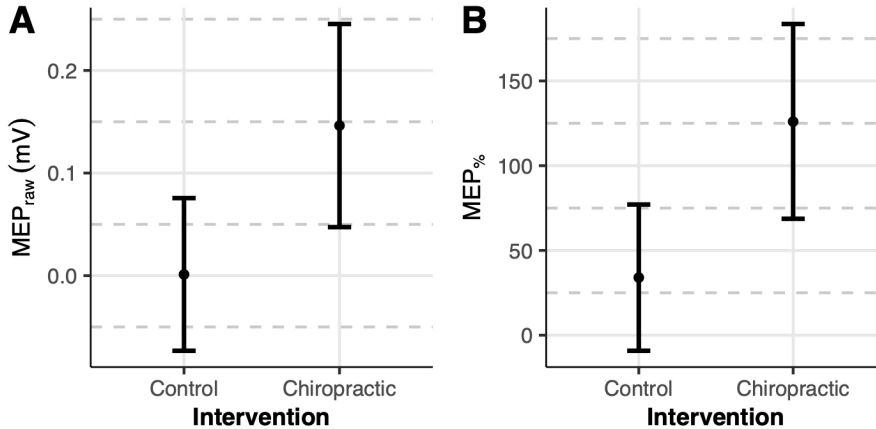 A
MEPraw (mV)
0.2
0.1
0.0
Control Chiropractic
Intervention
B
MEP%
150
100
50
0
Control Chiropractic
Intervention